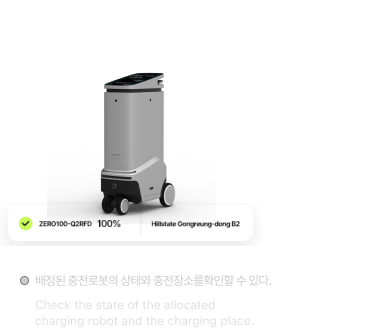 ZERO100-Q2RFD 100% Hillstate Gongreung-dong B2
배정된 충전로봇의 상태와 충전장소를확인할 수 있다.
Check the state of the allocated
charging robot and the charging place.